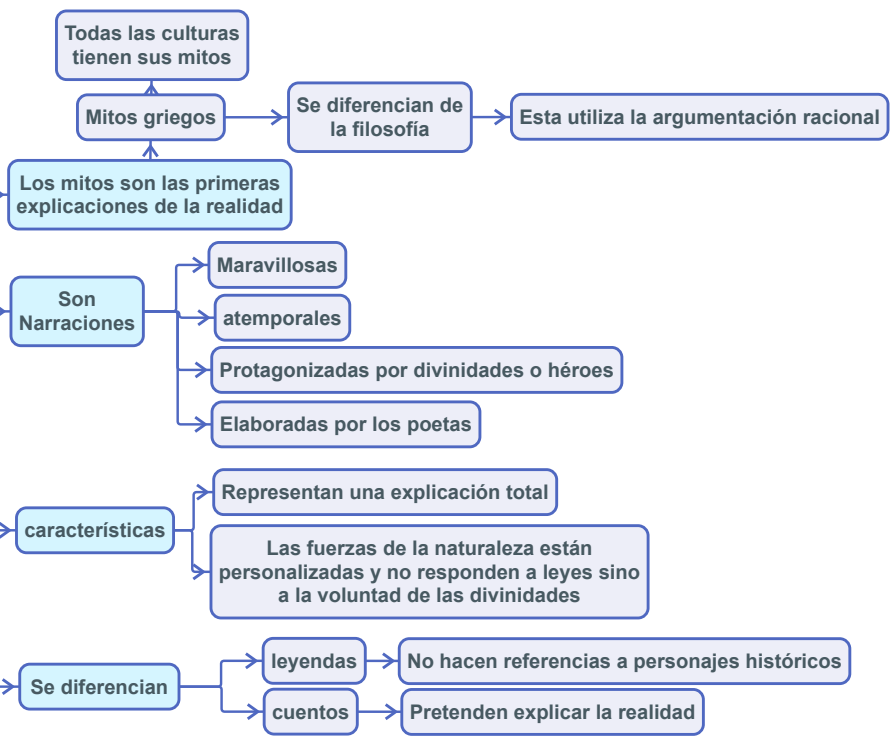 Todas las culturas
tienen sus mitos
Mitos griegos
Se diferencian de
la filosofía
Esta utiliza la argumentación racional
Los mitos son las primeras
explicaciones de la realidad
Son
Narraciones
Maravillosas
atemporales
Protagonizadas por divinidades o héroes
Elaboradas por los poetas
características
Representan una explicación total
Las fuerzas de la naturaleza están
personalizadas y no responden a leyes sino
a la voluntad de las divinidades
Se diferencian
leyendas
No hacen referencias a personajes históricos
cuentos
Pretenden explicar la realidad